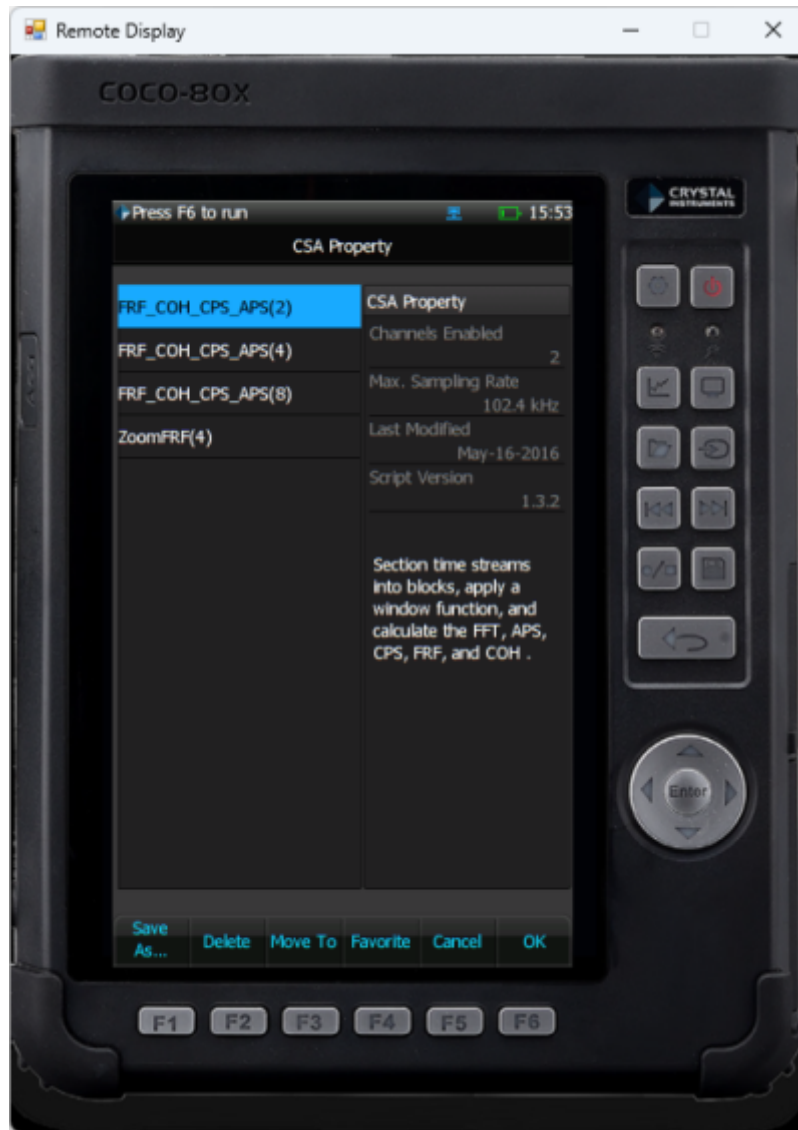 Remote Display
COCO-80X
CRYSTAL
INSTRUMENTS
Press F6 to run
15:53
CSA Property
FRF_COH_CPS_APS(2)
FRF_COH_CPS_APS(4)
FRF_COH_CPS_APS(8)
ZoomFRF(4)
CSA Property
Channels Enabled
2
Max. Sampling Rate
102.4 kHz
Last Modified
May-16-2016
Script Version
1.3.2
Section time streams
into blocks, apply a
window function, and
calculate the FFT, APS,
CPS, FRF, and COH .
Enter
Save As... Delete Move To Favorite Cancel OK
F1 F2 F3 F4 F5 F6